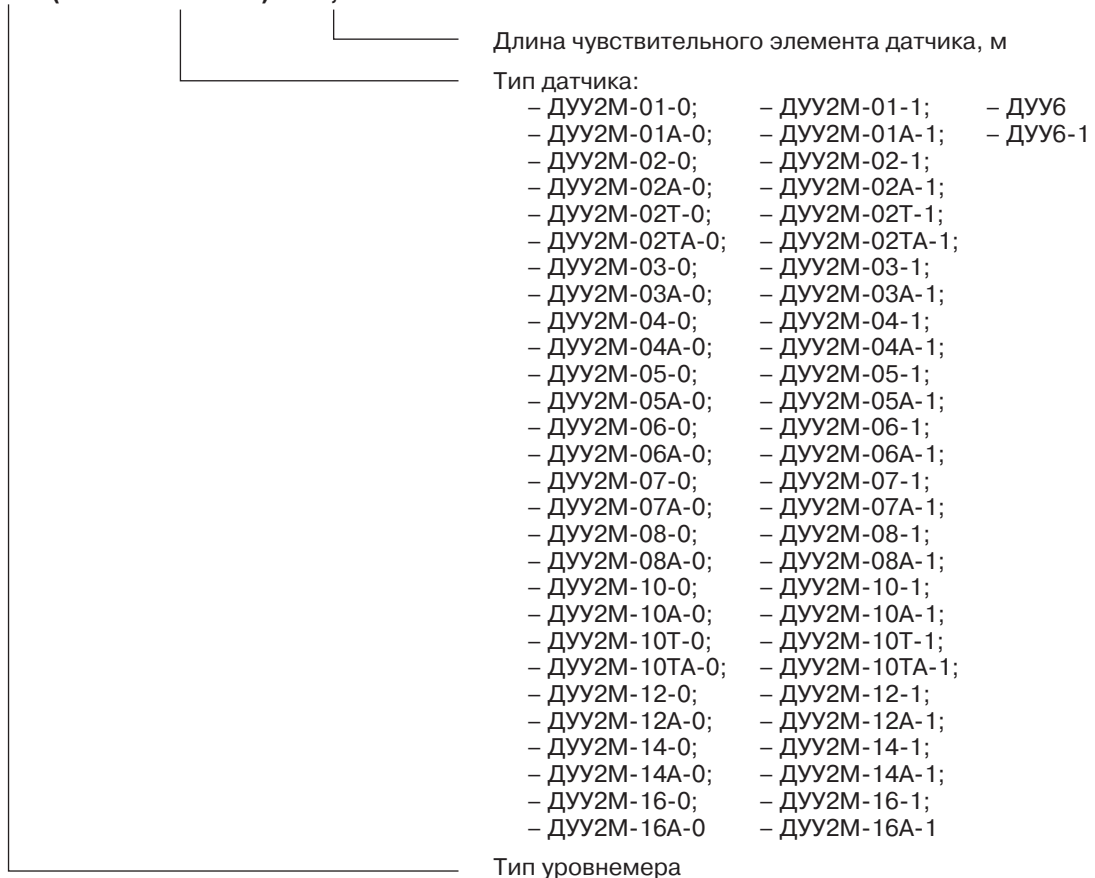 Длина чувствительного элемента датчика, м
Тип датчика:
– ДУУ2М-01-0; – ДУУ2М-01-1; – ДУУ6
– ДУУ2М-01А-0; – ДУУ2М-01А-1; – ДУУ6-1
– ДУУ2М-02-0; – ДУУ2М-02-1;
– ДУУ2М-02А-0; – ДУУ2М-02А-1;
– ДУУ2М-02Т-0; – ДУУ2М-02Т-1;
– ДУУ2М-02ТА-0; – ДУУ2М-02ТА-1;
– ДУУ2М-03-0; – ДУУ2М-03-1;
– ДУУ2М-03А-0; – ДУУ2М-03А-1;
– ДУУ2М-04-0; – ДУУ2М-04-1;
– ДУУ2М-04А-0; – ДУУ2М-04А-1;
– ДУУ2М-05-0; – ДУУ2М-05-1;
– ДУУ2М-05А-0; – ДУУ2М-05А-1;
– ДУУ2М-06-0; – ДУУ2М-06-1;
– ДУУ2М-06А-0; – ДУУ2М-06А-1;
– ДУУ2М-07-0; – ДУУ2М-07-1;
– ДУУ2М-07А-0; – ДУУ2М-07А-1;
– ДУУ2М-08-0; – ДУУ2М-08-1;
– ДУУ2М-08А-0; – ДУУ2М-08А-1;
– ДУУ2М-10-0; – ДУУ2М-10-1;
– ДУУ2М-10А-0; – ДУУ2М-10А-1;
– ДУУ2М-10Т-0; – ДУУ2М-10Т-1;
– ДУУ2М-10ТА-0; – ДУУ2М-10ТА-1;
– ДУУ2М-12-0; – ДУУ2М-12-1;
– ДУУ2М-12А-0; – ДУУ2М-12А-1;
– ДУУ2М-14-0; – ДУУ2М-14-1;
– ДУУ2М-14А-0; – ДУУ2М-14А-1;
– ДУУ2М-16-0; – ДУУ2М-16-1;
– ДУУ2М-16А-0 – ДУУ2М-16А-1
Тип уровнемера